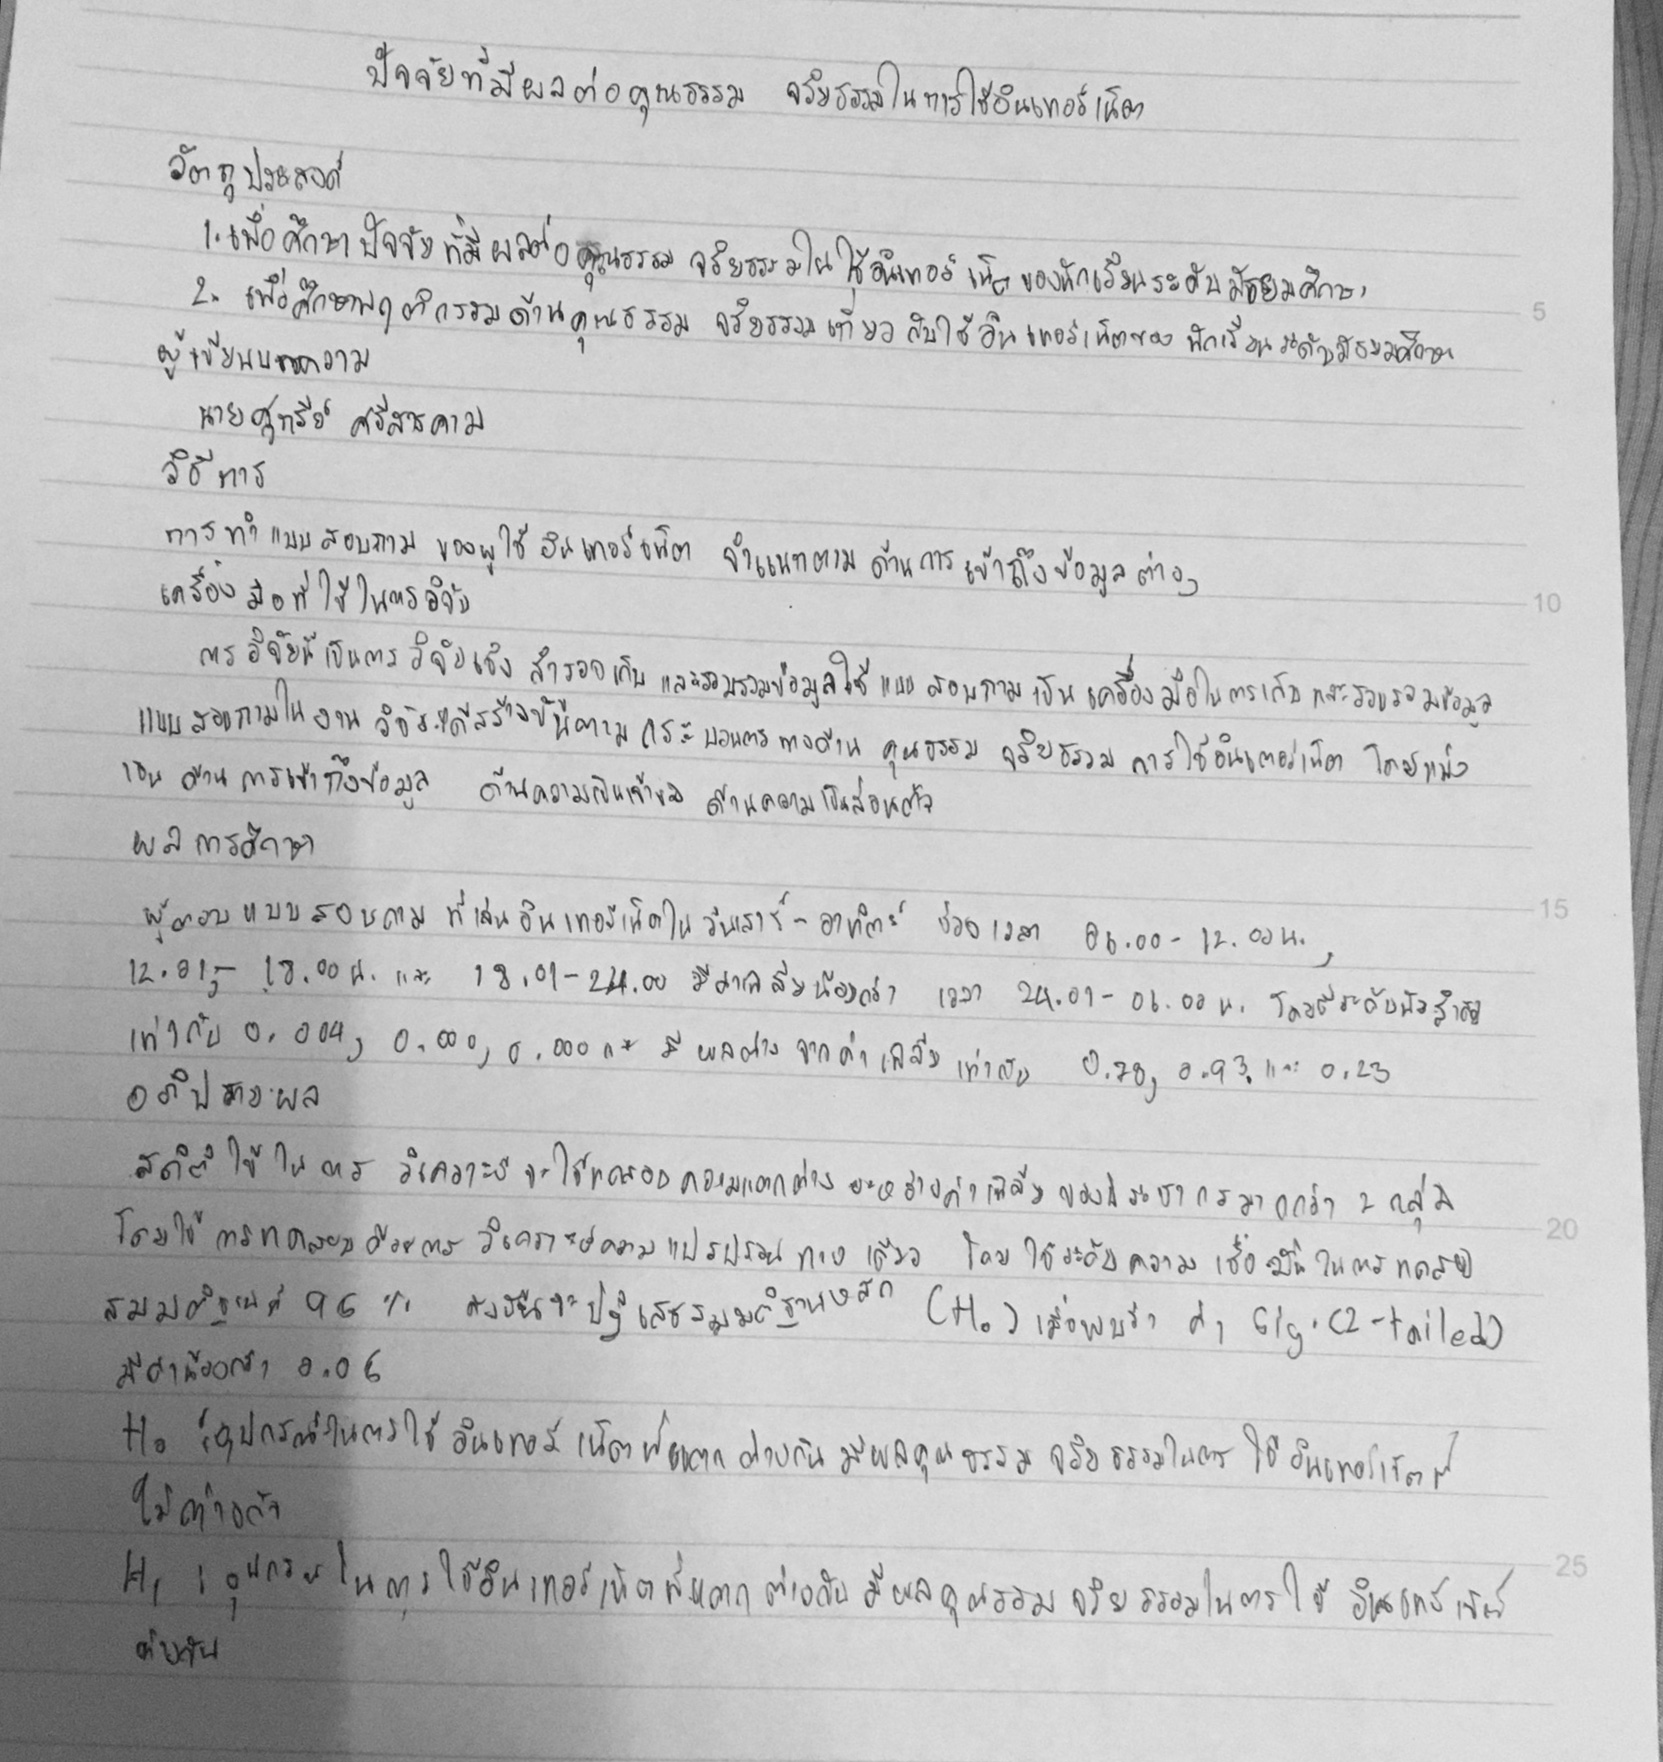 ปัจจัยที่มีผลต่อคุณธรรม จริยธรรมในการใช้อินเทอร์เน็ต
วัตถุประสงค์
1. เพื่อศึกษาปัจจัยที่มีผลต่อคุณธรรม จริยธรรมในใช้อินเทอร์เน็ตของนักเรียนระดับมัธยมศึกษา
2. เพื่อศึกษาพฤติกรรมด้านคุณธรรม จริยธรรมเกี่ยวกับใช้อินเทอร์เน็ตของนักเรียนระดับมัธยมศึกษา
5
ผู้เขียนบทความ
นายศุทธีย์ ศรีสารคาม
วิธีการ
การทำแบบสอบถาม ของผู้ใช้อินเทอร์เน็ต จำแนกตามด้านการเข้าถึงข้อมูลต่างๆ
10
เครื่องมือที่ใช้ในการวิจัย
การวิจัยนี้เป็นการวิจัยเชิงสำรวจเก็บและรวบรวมข้อมูลใช้แบบสอบถามเป็นเครื่องมือในการเก็บและรวบรวมข้อมูล
แบบสอบถามในงานวิจัยได้สร้างขึ้นตามกระบวนการทางด้านคุณธรรม จริยธรรม การใช้อินเตอร์เน็ต โดยแบ่ง
เป็น ด้านการเข้าถึงข้อมูล ด้านความเป็นเจ้าของ ด้านความเป็นส่วนตัว
ผลการศึกษา
15
ผู้ตอบแบบสอบถามที่เล่นอินเทอร์เน็ตในวันเสาร์-อาทิตย์ ช่วงเวลา 06.00-12.00น.,
12.01,- 18.00 น. และ 18.01-24.00 มีค่าเฉลี่ยน้อยกว่า เวลา 24.01-06.00 น. โดยมีระดับนัยสำคัญ
เท่ากับ 0.004, 0.000, 0.000 และ มีผลต่างจากค่าเฉลี่ยเท่ากับ 0.78, 0.93, และ 0.23
อภิปรายผล
สถิติใช้ในการวิเคราะห์จะใช้ทดสอบความแตกต่างระหว่างค่าเฉลี่ยของประชากรมากกว่า 2 กลุ่ม
20
โดยใช้การทดสอบด้วยการวิเคราะห์ความแปรปรวนทางเดียว โดยใช้ระดับความเชื่อมั่นในการทดสอบ
สมมติฐานที่ 95 % ดังนั้นจะปฏิเสธสมมติฐานหลัก (H₀) เมื่อพบว่า ค่า Sig.(2-tailed)
มีค่าน้อยกว่า 0.05
H₀ : อุปกรณ์ในการใช้อินเทอร์เน็ตที่แตกต่างกัน มีผลคุณธรรม จริยธรรมในการใช้อินเทอร์เน็ตที่
ไม่ต่างกัน
25
H₁ : อุปกรณ์ในการใช้อินเทอร์เน็ตที่แตกต่างกัน มีผลคุณธรรม จริยธรรมในการใช้ อินเทอร์เน็ตที่
ต่างกัน